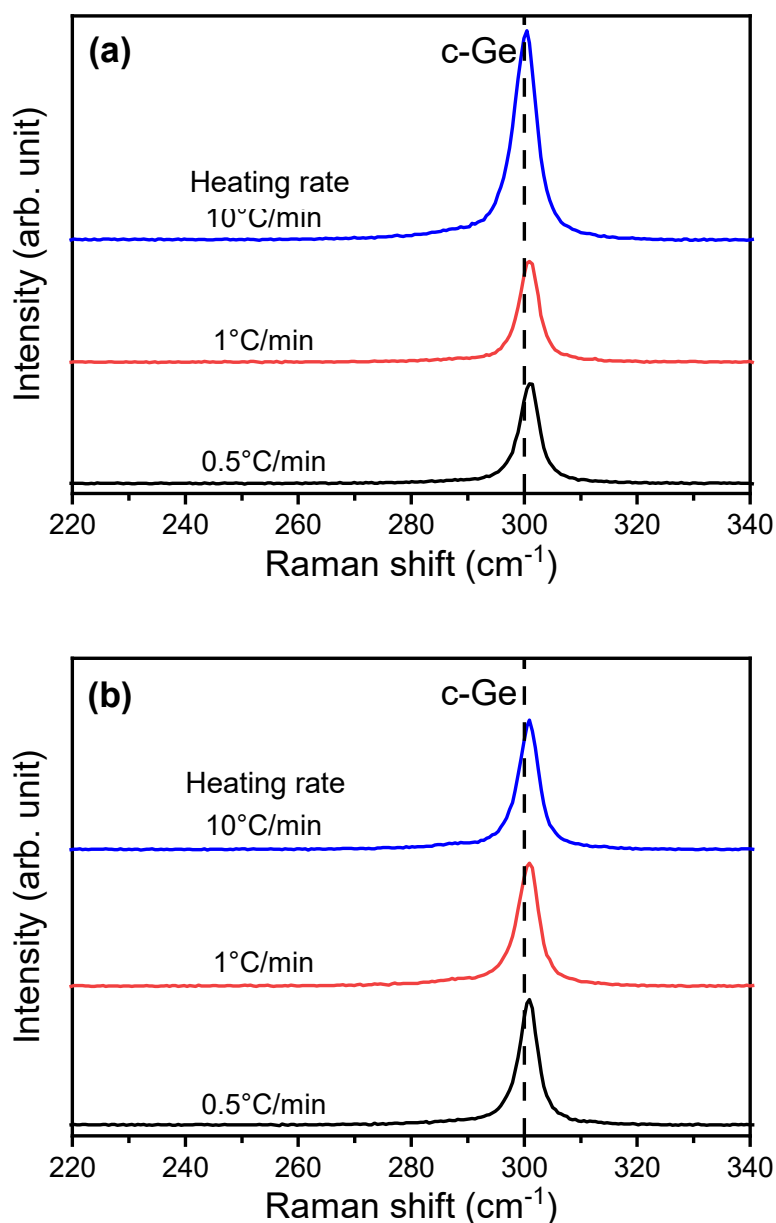 (a)
c-Ge
Heating rate
10°C/min
1°C/min
0.5°C/min
Intensity (arb. unit)
220 240 260 280 300 320 340
Raman shift (cm⁻¹)
(b)
c-Ge
Heating rate
10°C/min
1°C/min
0.5°C/min
Intensity (arb. unit)
220 240 260 280 300 320 340
Raman shift (cm⁻¹)